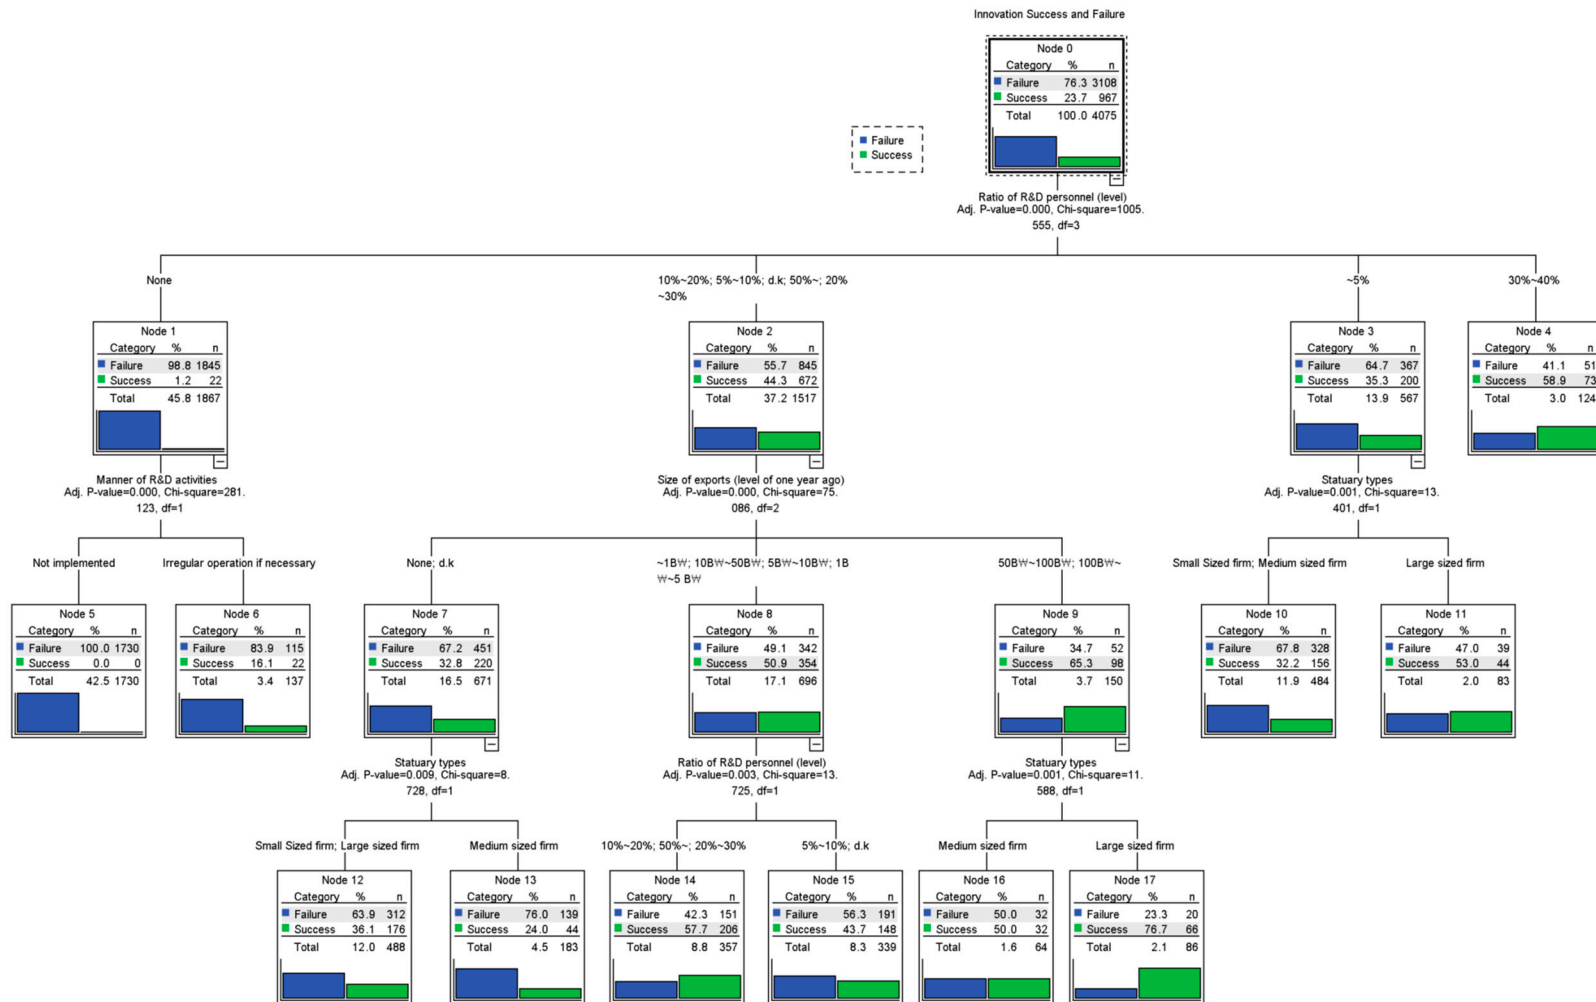 Innovation Success and Failure
Node 0
Category % n
Failure 76.3 3108
Success 23.7 967
Total 100.0 4075
Failure
Success
Ratio of R&D personnel (level)
Adj. P-value=0.000, Chi-square=1005.
555, df=3
None
10%~20%; 5%~10%; d.k; 50%~; 20%
~30%
~5%
30%~40%
Node 1
Category % n
Failure 98.8 1845
Success 1.2 22
Total 45.8 1867
Node 2
Category % n
Failure 55.7 845
Success 44.3 672
Total 37.2 1517
Node 3
Category % n
Failure 64.7 367
Success 35.3 200
Total 13.9 567
Node 4
Category % n
Failure 41.1 51
Success 58.9 73
Total 3.0 124
Manner of R&D activities
Adj. P-value=0.000, Chi-square=281.
123, df=1
Size of exports (level of one year ago)
Adj. P-value=0.000, Chi-square=75.
086, df=2
Statuary types
Adj. P-value=0.001, Chi-square=13.
401, df=1
Not implemented
Irregular operation if necessary
None; d.k
~1B₩; 10B₩~50B₩; 5B₩~10B₩; 1B
₩~5 B₩
50B₩~100B₩; 100B₩~
Small Sized firm; Medium sized firm
Large sized firm
Node 5
Category % n
Failure 100.0 1730
Success 0.0 0
Total 42.5 1730
Node 6
Category % n
Failure 83.9 115
Success 16.1 22
Total 3.4 137
Node 7
Category % n
Failure 67.2 451
Success 32.8 220
Total 16.5 671
Node 8
Category % n
Failure 49.1 342
Success 50.9 354
Total 17.1 696
Node 9
Category % n
Failure 34.7 52
Success 65.3 98
Total 3.7 150
Node 10
Category % n
Failure 67.8 328
Success 32.2 156
Total 11.9 484
Node 11
Category % n
Failure 47.0 39
Success 53.0 44
Total 2.0 83
Statuary types
Adj. P-value=0.009, Chi-square=8.
728, df=1
Ratio of R&D personnel (level)
Adj. P-value=0.003, Chi-square=13.
725, df=1
Statuary types
Adj. P-value=0.001, Chi-square=11.
588, df=1
Small Sized firm; Large sized firm
Medium sized firm
10%~20%; 50%~; 20%~30%
5%~10%; d.k
Medium sized firm
Large sized firm
Node 12
Category % n
Failure 63.9 312
Success 36.1 176
Total 12.0 488
Node 13
Category % n
Failure 76.0 139
Success 24.0 44
Total 4.5 183
Node 14
Category % n
Failure 42.3 151
Success 57.7 206
Total 8.8 357
Node 15
Category % n
Failure 56.3 191
Success 43.7 148
Total 8.3 339
Node 16
Category % n
Failure 50.0 32
Success 50.0 32
Total 1.6 64
Node 17
Category % n
Failure 23.3 20
Success 76.7 66
Total 2.1 86